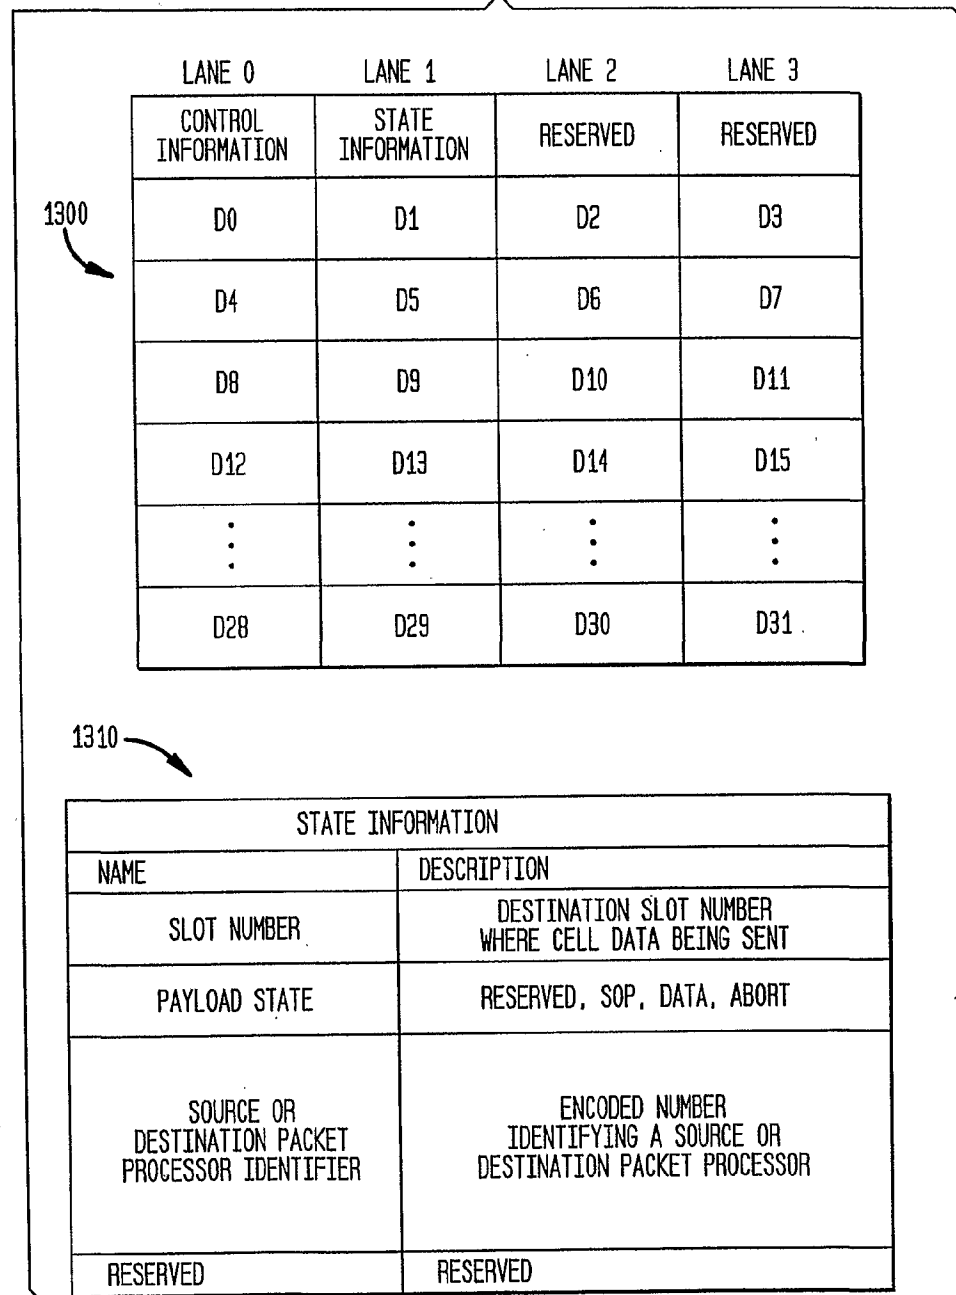 LANE 0 LANE 1 LANE 2 LANE 3
CONTROL INFORMATION STATE INFORMATION RESERVED RESERVED
1300
D0 D1 D2 D3
D4 D5 D6 D7
D8 D9 D10 D11
D12 D13 D14 D15
D28 D29 D30 D31
1310
STATE INFORMATION
NAME DESCRIPTION
SLOT NUMBER
DESTINATION SLOT NUMBER
WHERE CELL DATA BEING SENT
PAYLOAD STATE
RESERVED, SOP, DATA, ABORT
SOURCE OR
DESTINATION PACKET
PROCESSOR IDENTIFIER
ENCODED NUMBER
IDENTIFYING A SOURCE OR
DESTINATION PACKET PROCESSOR
RESERVED RESERVED